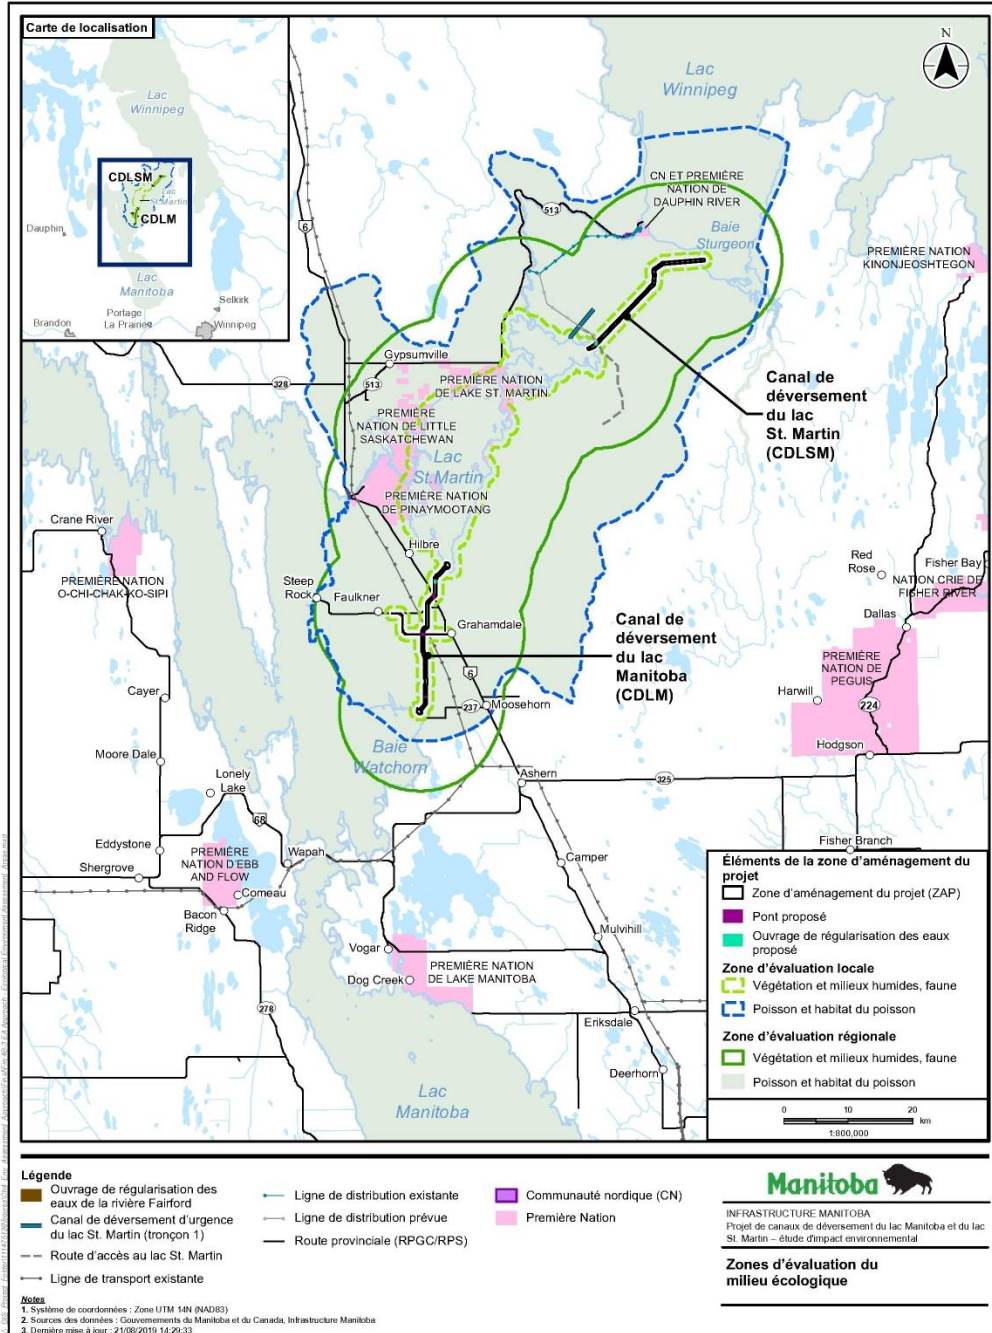 Carte de localisation
Lac
Winnipeg
CDLSM
Lac
St.Martin
CDLM
Dauphin
Lac
Manitoba
Selkirk
Portage
La Prairie
Brandon
Winnipeg
N
Lac
Winnipeg
CN ET PREMIÈRE
NATION DE
DAUPHIN RIVER
513
6
Baie
Sturgeon
PREMIÈRE NATION
KINONJEOSHTEGON
Gypsumville
328
513
PREMIÈRE NATION
DE LAKE ST. MARTIN
PREMIÈRE
NATION DE LITTLE
SASKATCHEWAN
Lac
St.Martin
PREMIÈRE NATION
DE PINAYMOOTANG
Canal de
déversement
du lac
St. Martin
(CDLSM)
Crane River
Hilbre
PREMIÈRE NATION
O-CHI-CHAK-KO-SIPI
Steep
Rock
Faulkner
Grahamdale
Red
Rose
Fisher Bay
NATION CRIE DE
FISHER RIVER
Dallas
Canal de
déversement
du lac
Manitoba
(CDLM)
PREMIÈRE
NATION DE
PEGUIS
6
Cayer
237
Moosehorn
Harwill
224
Moore Dale
Baie
Watchorn
Hodgson
Lonely
Lake
Ashern
325
68
Eddystone
Fisher Branch
Shergrove
PREMIÈRE
NATION D'EBB
AND FLOW
Wapah
Camper
Comeau
Bacon
Ridge
Vogar
Mulvihill
PREMIÈRE NATION
DE LAKE MANITOBA
Dog Creek
278
Eriksdale
Deerhorn
Lac
Manitoba
Éléments de la zone d'aménagement du
projet
Zone d'aménagement du projet (ZAP)
Pont proposé
Ouvrage de régularisation des eaux
proposé
Zone d'évaluation locale
Végétation et milieux humides, faune
Poisson et habitat du poisson
Zone d'évaluation régionale
Végétation et milieux humides, faune
Poisson et habitat du poisson
0 10 20
km
1:800,000
Légende
Ouvrage de régularisation des
eaux de la rivière Fairford
Canal de déversement d'urgence
du lac St. Martin (tronçon 1)
Route d'accès au lac St. Martin
Ligne de transport existante
Ligne de distribution existante
Ligne de distribution prévue
Route provinciale (RPGC/RPS)
Communauté nordique (CN)
Première Nation
Notes
1. Système de coordonnées : Zone UTM 14N (NAD83)
2. Sources des données : Gouvernements du Manitoba et du Canada, Infrastructure Manitoba
3. Dernière mise à jour : 21/08/2019 14:29:33
Manitoba
INFRASTRUCTURE MANITOBA
Projet de canaux de déversement du lac Manitoba et du lac
St. Martin – étude d'impact environnemental
Zones d'évaluation du
milieu écologique